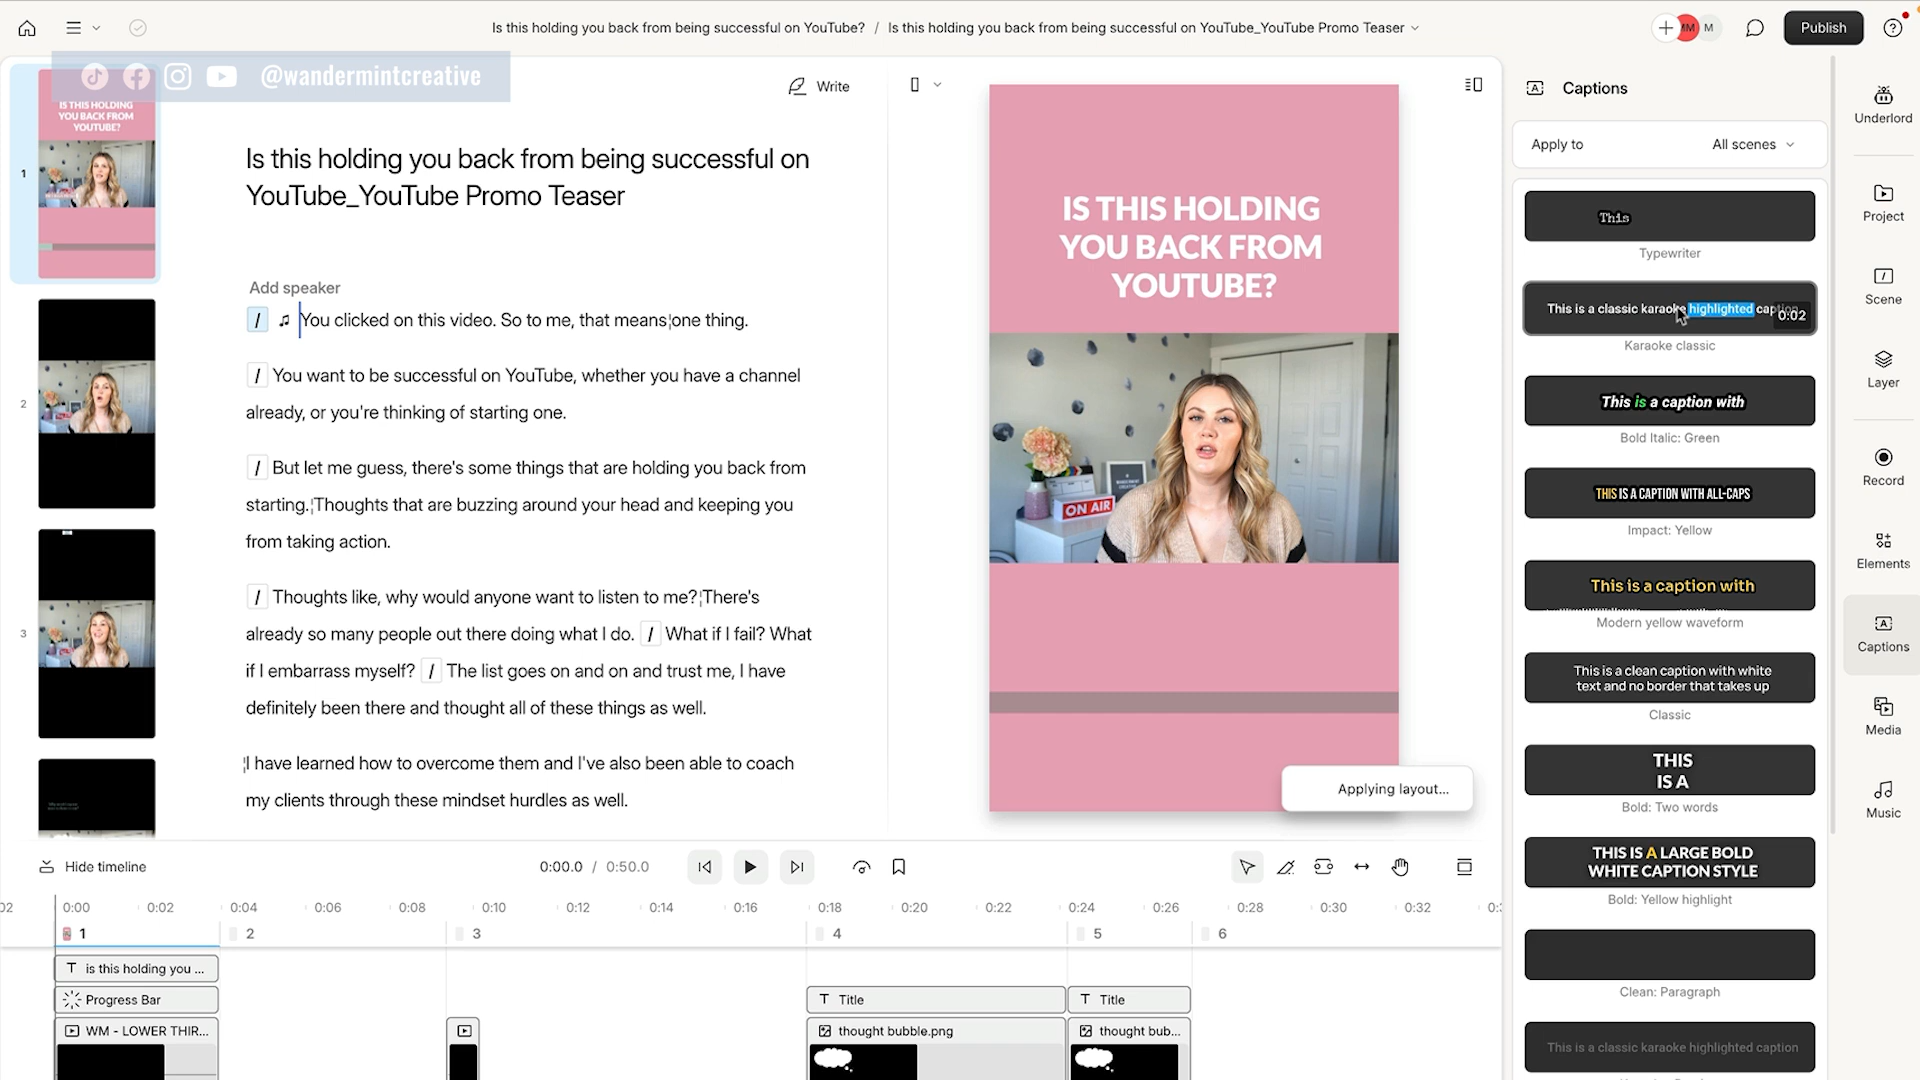 Is this holding you back from being successful on YouTube? / Is this holding you back from being successful on YouTube_YouTube Promo Teaser
MM
M
Publish
@wandermintcreative
Write
1
IS THIS HOLDING
YOU BACK FROM
YOUTUBE?
2
3
Is this holding you back from being successful on
YouTube_YouTube Promo Teaser
Add speaker
/ ♫ You clicked on this video. So to me, that means¦one thing.
/ You want to be successful on YouTube, whether you have a channel
already, or you're thinking of starting one.
/ But let me guess, there's some things that are holding you back from
starting.¦Thoughts that are buzzing around your head and keeping you
from taking action.
/ Thoughts like, why would anyone want to listen to me?¦There's
already so many people out there doing what I do. / What if I fail? What
if I embarrass myself? / The list goes on and on and trust me, I have
definitely been there and thought all of these things as well.
¦I have learned how to overcome them and I've also been able to coach
my clients through these mindset hurdles as well.
IS THIS HOLDING
YOU BACK FROM
YOUTUBE?
ON AIR
Applying layout...
Captions
Apply to
All scenes
This
Typewriter
This is a classic karaoke highlighted
0:02
Karaoke classic
This is a caption with
Bold Italic: Green
THIS IS A CAPTION WITH ALL-CAPS
Impact: Yellow
This is a caption with
Modern yellow waveform
This is a clean caption with white
text and no border that takes up
Classic
THIS
IS A
Bold: Two words
THIS IS A LARGE BOLD
WHITE CAPTION STYLE
Bold: Yellow highlight
Clean: Paragraph
This is a classic karaoke highlighted caption
Underlord
Project
Scene
Layer
Record
Elements
Captions
Media
Music
Hide timeline
0:00.0 / 0:50.0
02 0:00 0:02 0:04 0:06 0:08 0:10 0:12 0:14 0:16 0:18 0:20 0:22 0:24 0:26 0:28 0:30 0:32
1 2 3 4 5 6
is this holding you ...
Progress Bar
Title
Title
WM - LOWER THIR...
thought bubble.png
thought bub...